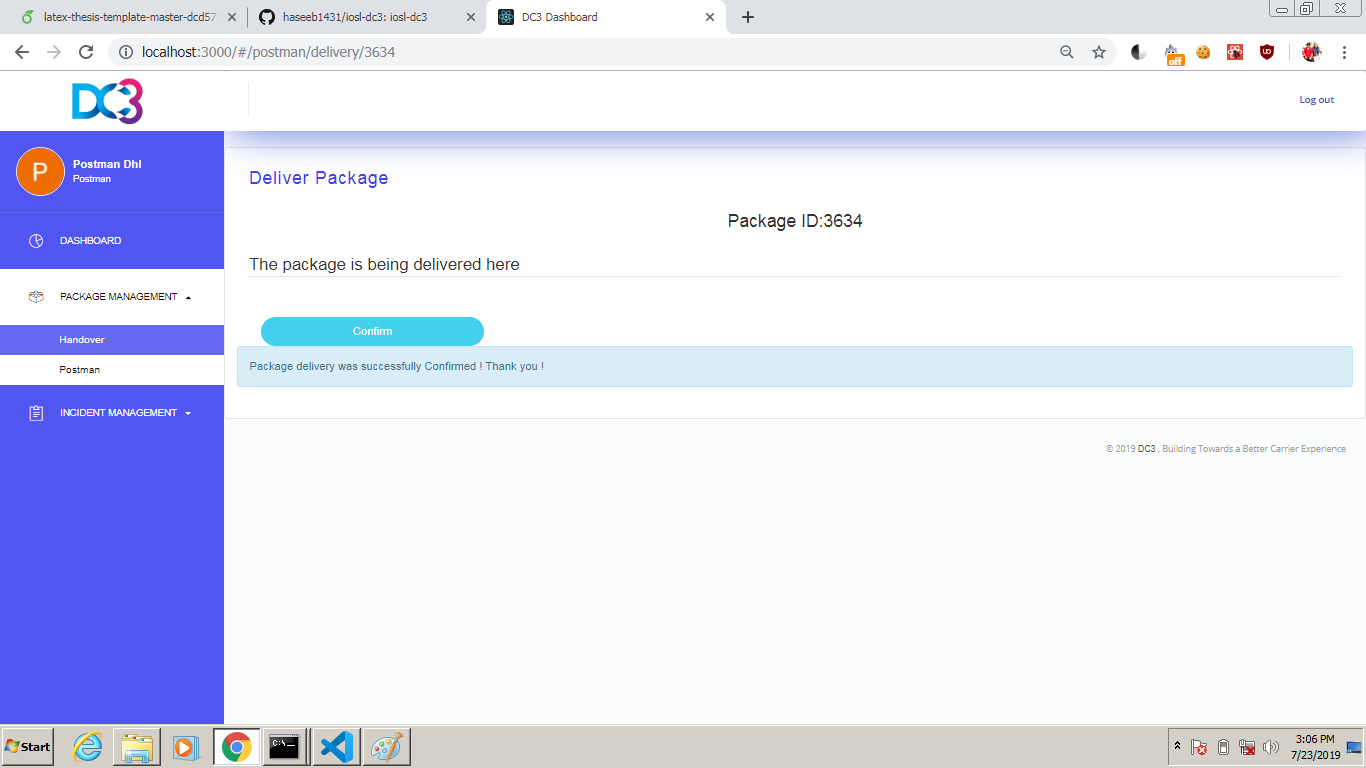 latex-thesis-template-master-dcd57
haseeb1431/iosl-dc3: iosl-dc3
DC3 Dashboard
localhost:3000/#/postman/delivery/3634
off
DC3
Log out
P
Postman Dhl
Postman
DASHBOARD
PACKAGE MANAGEMENT
Handover
Postman
INCIDENT MANAGEMENT
Deliver Package
Package ID:3634
The package is being delivered here
Confirm
Package delivery was successfully Confirmed ! Thank you !
© 2019 DC3 , Building Towards a Better Carrier Experience
Start
3:06 PM
7/23/2019